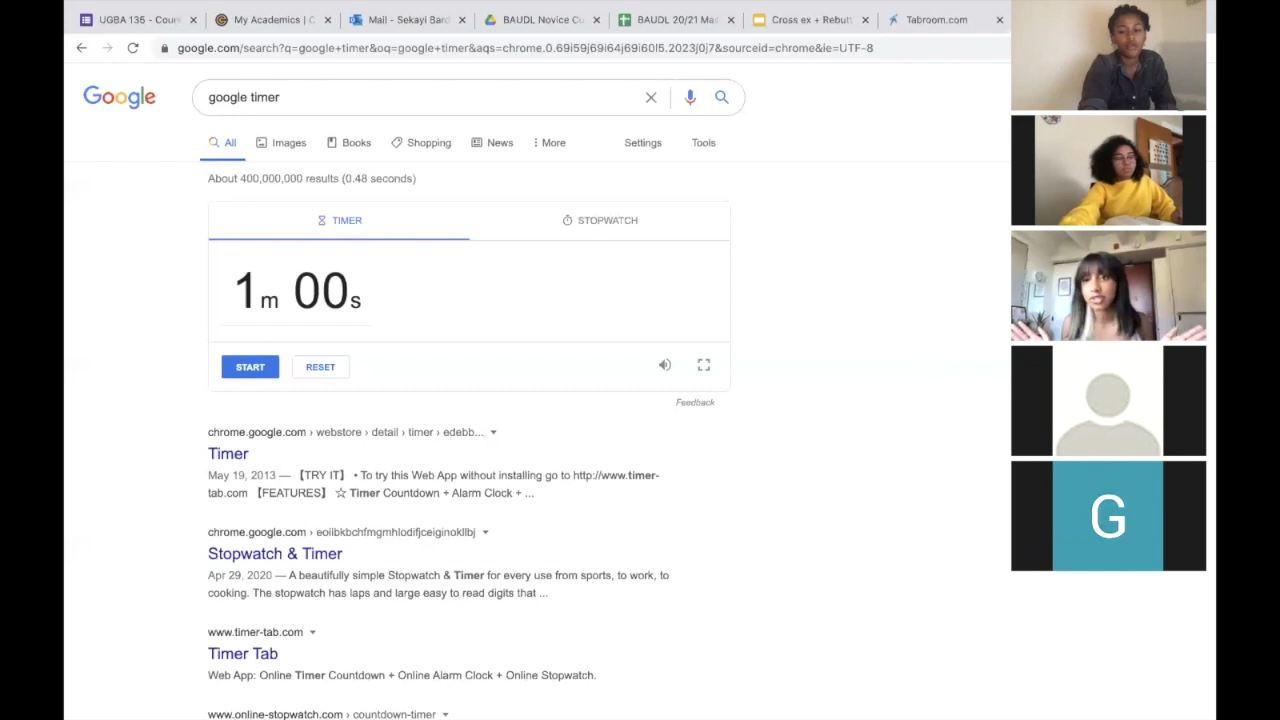 UGBA 135 - Cours
My Academics | C
Mail - Sekayi Bard
BAUDL Novice Cu
BAUDL 20/21 Mas
Cross ex + Rebutt
Tabroom.com
google.com/search?q=google+timer&oq=google+timer&aqs=chrome.0.69i59j69i64j69i60l5.2023j0j7&sourceid=chrome&ie=UTF-8
Google
google timer
All Images Books Shopping News More Settings Tools
About 400,000,000 results (0.48 seconds)
TIMER STOPWATCH
1m 00s
START RESET
Feedback
chrome.google.com › webstore › detail › timer › edebb...
Timer
May 19, 2013 — 【TRY IT】 • To try this Web App without installing go to http://www.timer-
tab.com 【FEATURES】 ☆ Timer Countdown + Alarm Clock + ...
chrome.google.com › eoiibkbchfmgmhlodifjceiginokllbj
Stopwatch & Timer
Apr 29, 2020 — A beautifully simple Stopwatch & Timer for every use from sports, to work, to
cooking. The stopwatch has laps and large easy to read digits that ...
www.timer-tab.com
Timer Tab
Web App: Online Timer Countdown + Online Alarm Clock + Online Stopwatch.
www.online-stopwatch.com › countdown-timer
G